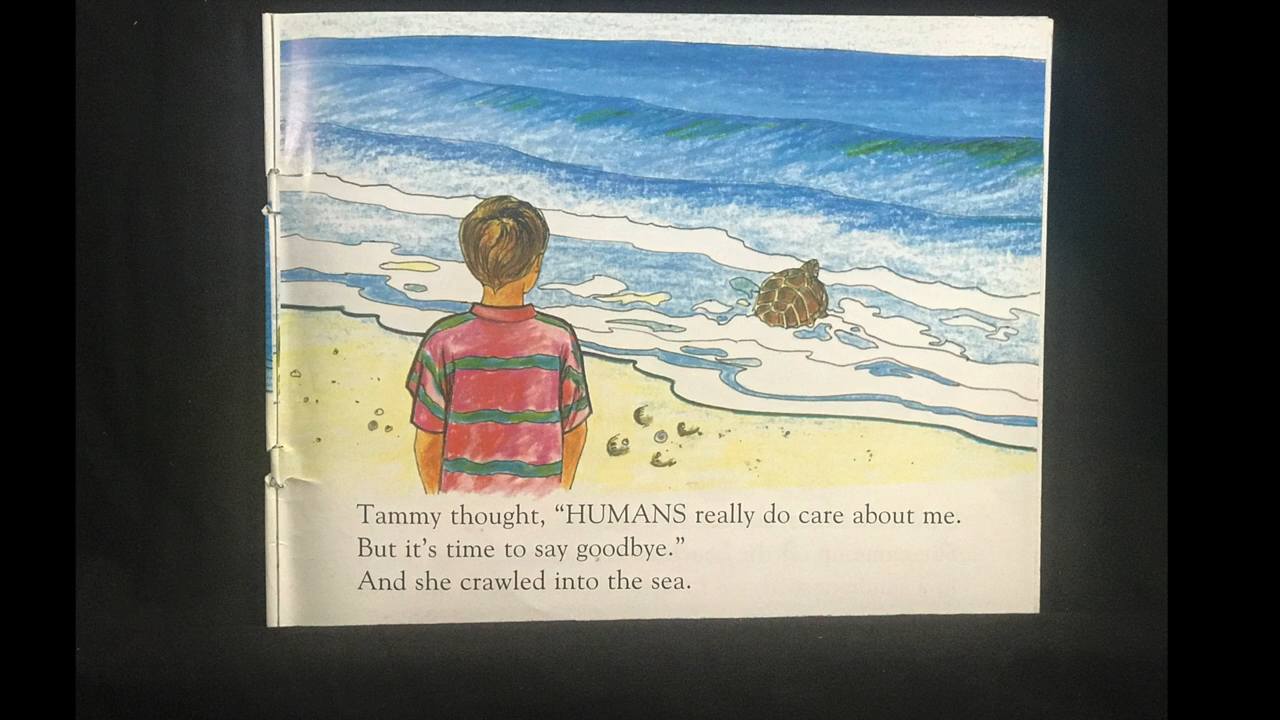 Tammy thought, “HUMANS really do care about me.
But it’s time to say goodbye.”
And she crawled into the sea.